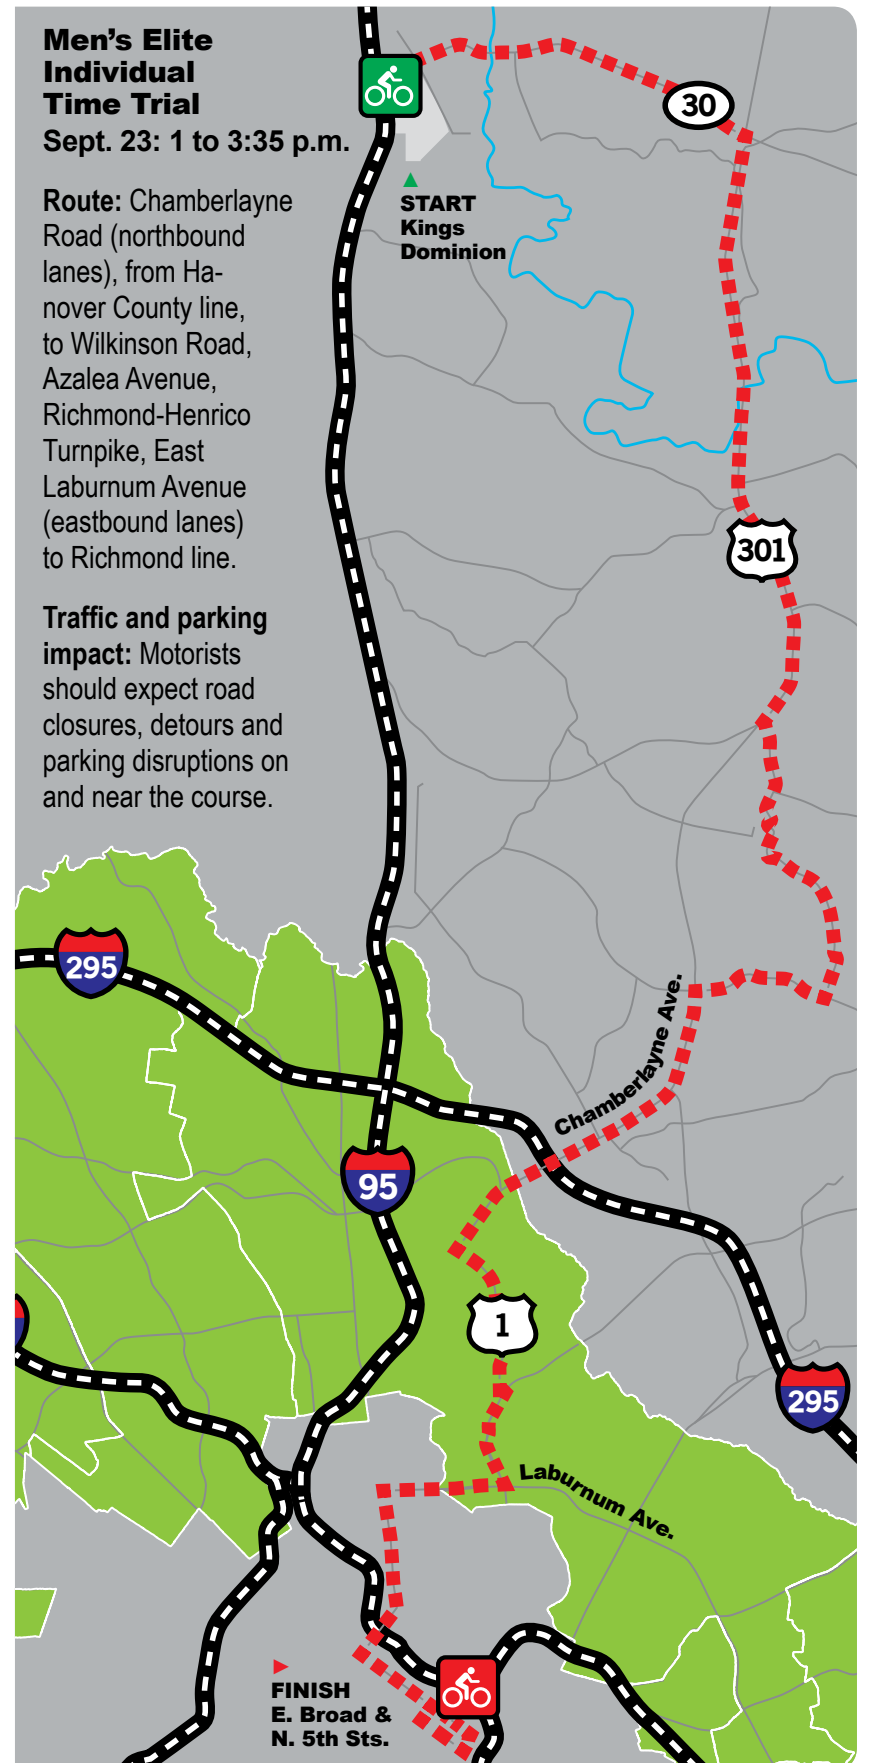 Men's Elite
Individual
Time Trial
Sept. 23: 1 to 3:35 p.m.
Route: Chamberlayne
Road (northbound
lanes), from Ha-
nover County line,
to Wilkinson Road,
Azalea Avenue,
Richmond-Henrico
Turnpike, East
Laburnum Avenue
(eastbound lanes)
to Richmond line.
Traffic and parking
impact: Motorists
should expect road
closures, detours and
parking disruptions on
and near the course.
START
Kings
Dominion
30
301
295
Chamberlayne Ave.
95
1
295
Laburnum Ave.
FINISH
E. Broad &
N. 5th Sts.